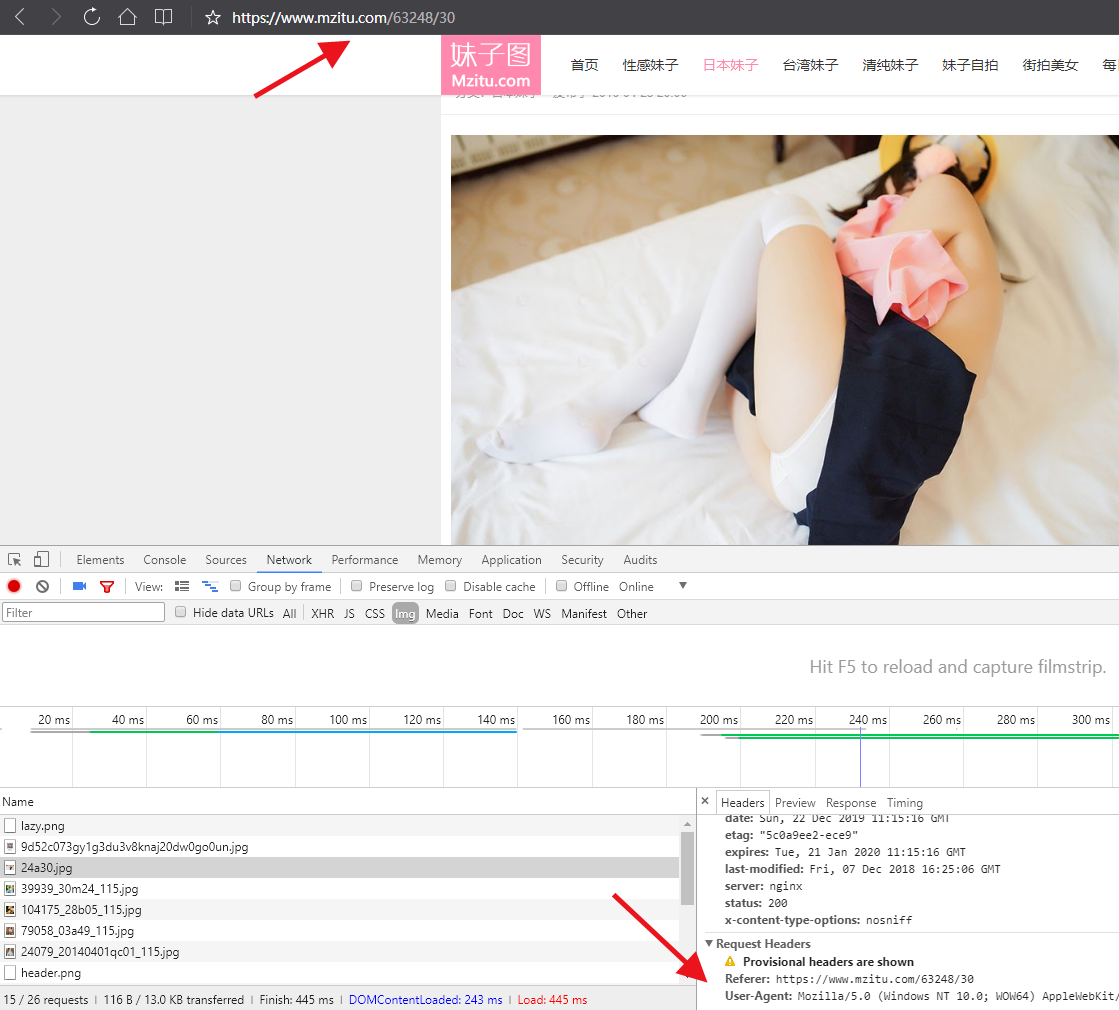 https://www.mzitu.com/63248/30
妹子图
Mzitu.com
首页 性感妹子 日本妹子 台湾妹子 清纯妹子 妹子自拍 街拍美女
Elements Console Sources Network Performance Memory Application Security Audits
View: Group by frame Preserve log Disable cache Offline Online
Filter Hide data URLs All XHR JS CSS Img Media Font Doc WS Manifest Other
Hit F5 to reload and capture filmstrip.
20 ms 40 ms 60 ms 80 ms 100 ms 120 ms 140 ms 160 ms 180 ms 200 ms 220 ms 240 ms 260 ms 280 ms 300 ms
Name
lazy.png
9d52c073gy1g3du3v8knaj20dw0go0un.jpg
24a30.jpg
39939_30m24_115.jpg
104175_28b05_115.jpg
79058_03a49_115.jpg
24079_20140401qc01_115.jpg
header.png
15 / 26 requests | 116 B / 13.0 KB transferred | Finish: 445 ms | DOMContentLoaded: 243 ms | Load: 445 ms
× Headers Preview Response Timing
date: Sun, 22 Dec 2019 11:15:16 GMT
etag: "5c0a9ee2-ece9"
expires: Tue, 21 Jan 2020 11:15:16 GMT
last-modified: Fri, 07 Dec 2018 16:25:06 GMT
server: nginx
status: 200
x-content-type-options: nosniff
Request Headers
Provisional headers are shown
Referer: https://www.mzitu.com/63248/30
User-Agent: Mozilla/5.0 (Windows NT 10.0; WOW64) AppleWebKit/